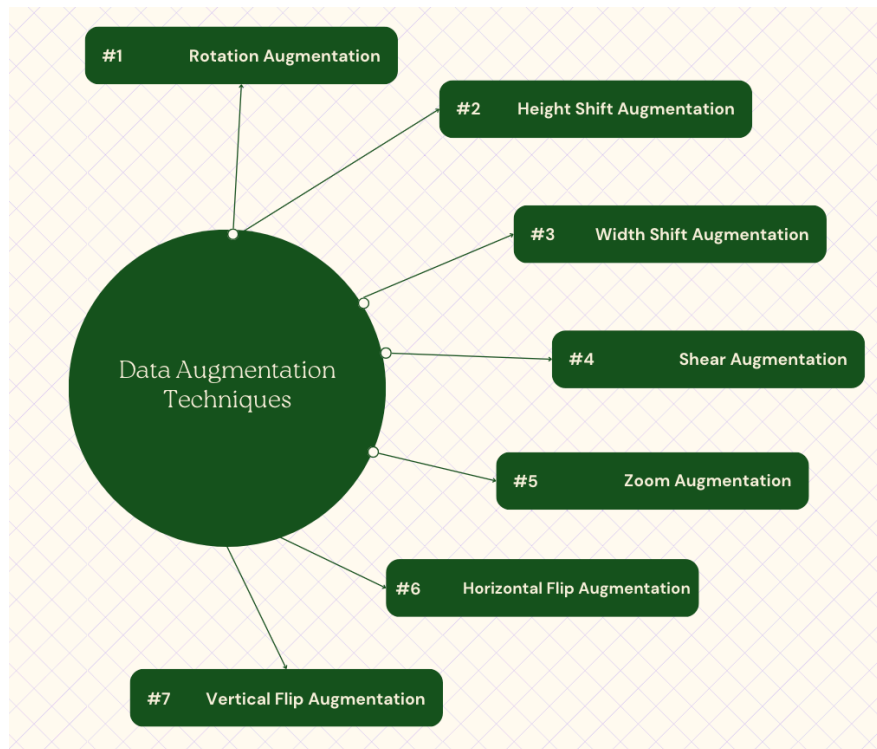 #1 Rotation Augmentation
#2 Height Shift Augmentation
#3 Width Shift Augmentation
Data Augmentation
Techniques
#4 Shear Augmentation
#5 Zoom Augmentation
#6 Horizontal Flip Augmentation
#7 Vertical Flip Augmentation